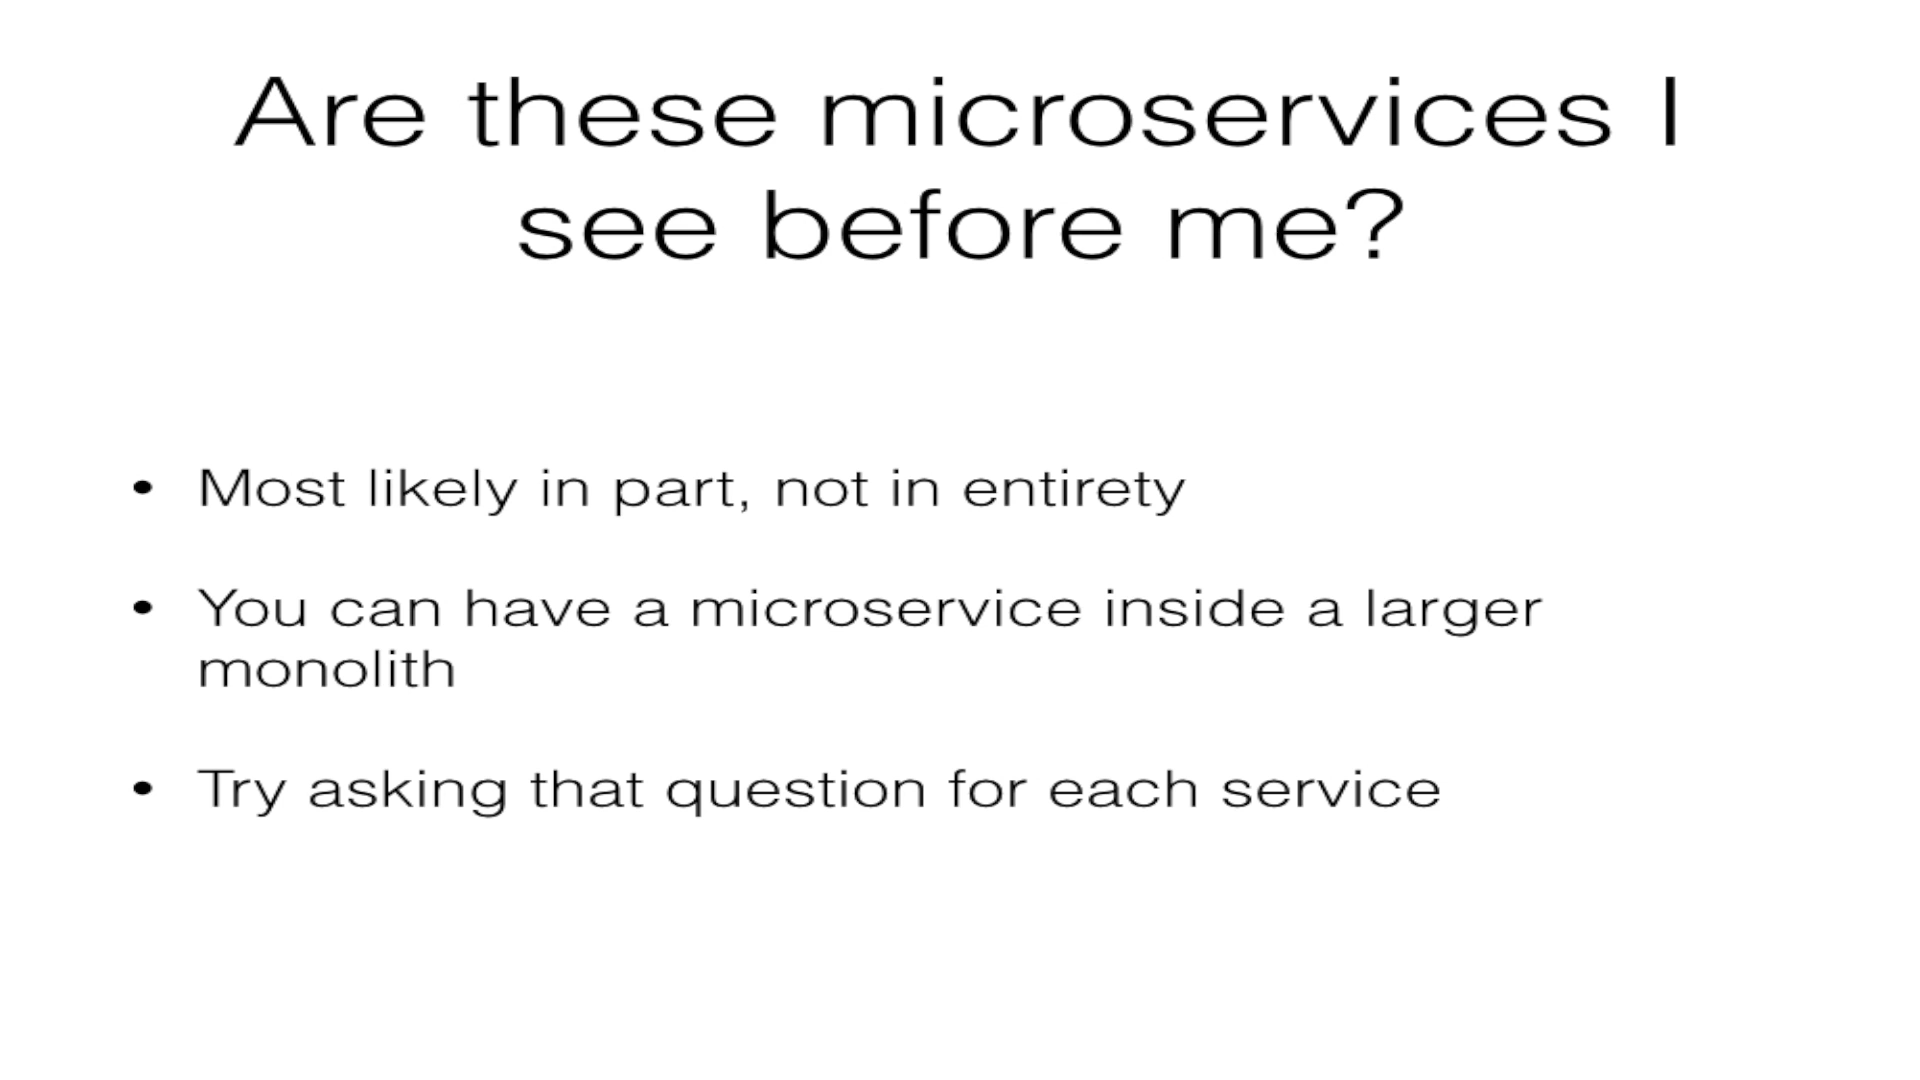 Are these microservices I
see before me?
• Most likely in part, not in entirety
• You can have a microservice inside a larger
monolith
• Try asking that question for each service